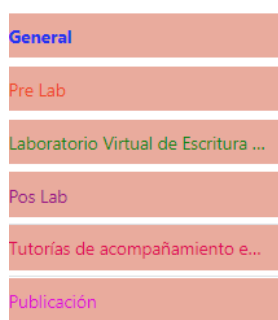 General
Pre Lab
Laboratorio Virtual de Escritura ...
Pos Lab
Tutorías de acompañamiento e...
Publicación